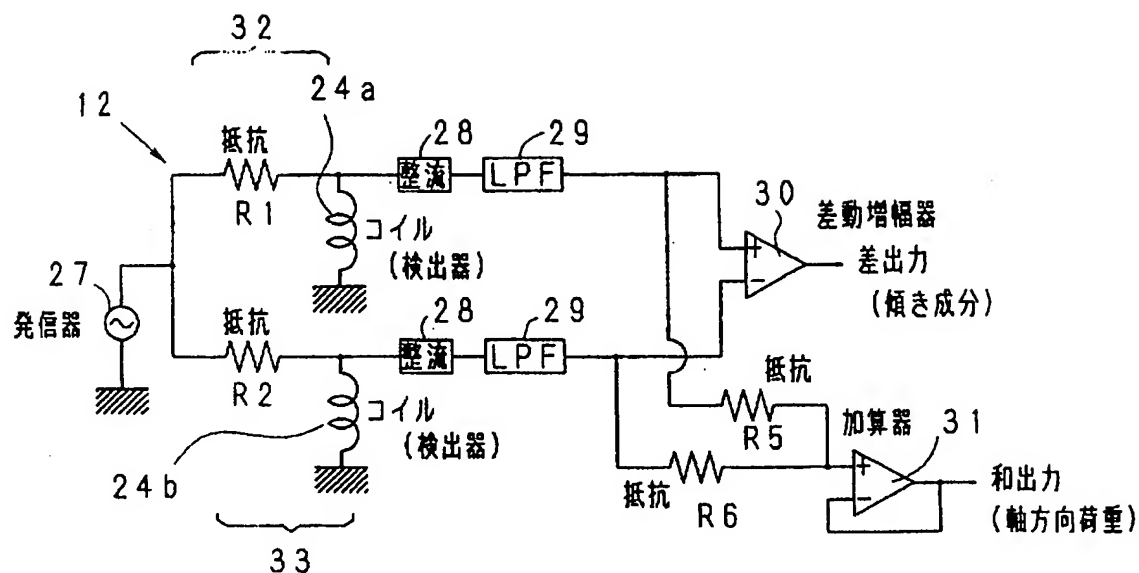 32
24a
12
抵抗
R1
28
整流
29
LPF
コイル
(検出器)
30
差動増幅器
差出力
(傾き成分)
27
発信器
抵抗
R2
28
整流
29
LPF
コイル
(検出器)
24b
33
抵抗
R5
抵抗
R6
加算器
31
和出力
(軸方向荷重)